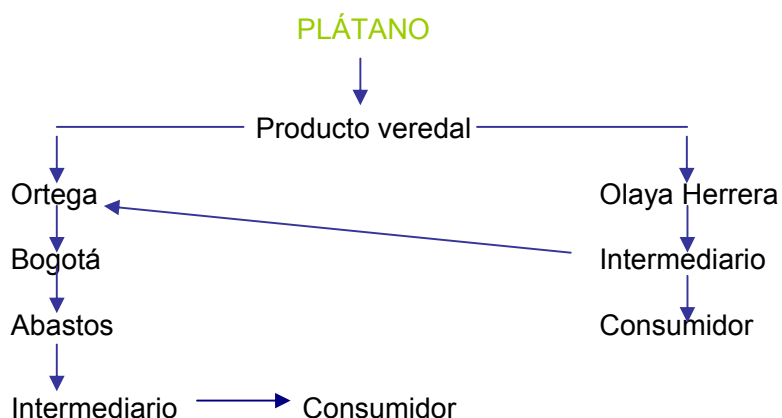 PLÁTANO
Producto veredal
Ortega
Olaya Herrera
Bogotá
Intermediario
Abastos
Consumidor
Intermediario
Consumidor